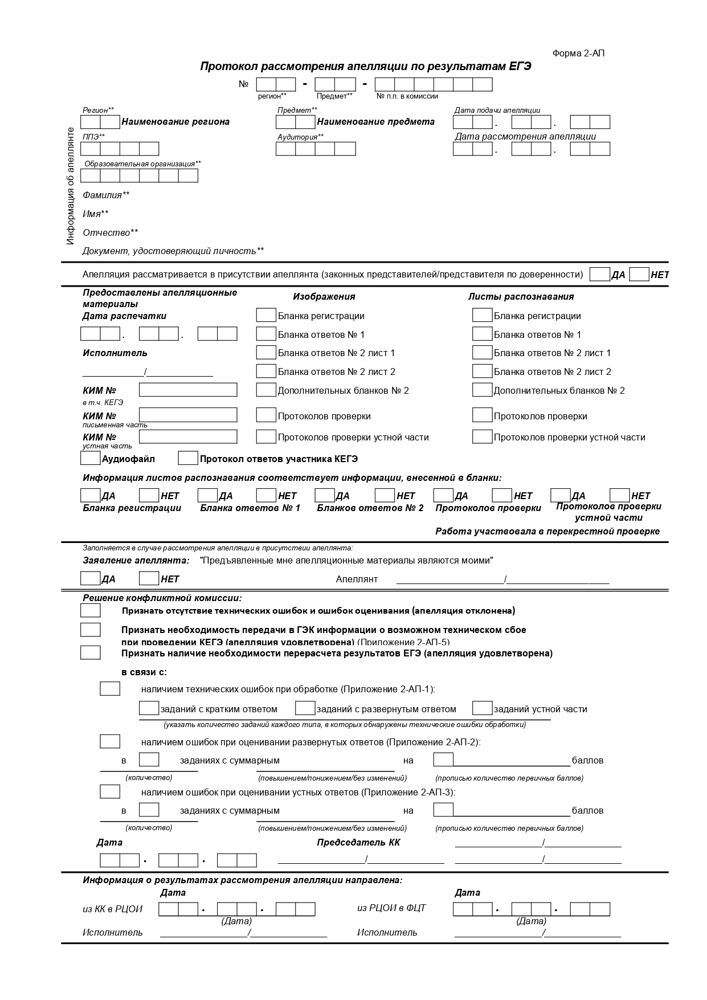 Форма 2-АП
Протокол рассмотрения апелляции по результатам ЕГЭ
№ - -
регион** Предмет** № п.п. в комиссии
Информация об апеллянте
Регион** Предмет** Дата подачи апелляции
Наименование региона Наименование предмета . .
ППЭ** Аудитория** Дата рассмотрения апелляции
. .
Образовательная организация**
Фамилия**
Имя**
Отчество**
Документ, удостоверяющий личность**
Апелляция рассматривается в присутствии апеллянта (законных представителей/представителя по доверенности) ДА НЕТ
Предоставлены апелляционные
материалы Изображения Листы распознавания
Дата распечатки Бланка регистрации Бланка регистрации
. . Бланка ответов № 1 Бланка ответов № 1
Исполнитель Бланка ответов № 2 лист 1 Бланка ответов № 2 лист 1
____________/_____________ Бланка ответов № 2 лист 2 Бланка ответов № 2 лист 2
КИМ № Дополнительных бланков № 2 Дополнительных бланков № 2
в т.ч. КЕГЭ
КИМ № Протоколов проверки Протоколов проверки
письменная часть
КИМ № Протоколов проверки устной части Протоколов проверки устной части
устная часть
Аудиофайл Протокол ответов участника КЕГЭ
Информация листов распознавания соответствует информации, внесенной в бланки:
ДА НЕТ ДА НЕТ ДА НЕТ ДА НЕТ ДА НЕТ
Бланка регистрации Бланка ответов № 1 Бланков ответов № 2 Протоколов проверки Протоколов проверки
устной части
Работа участвовала в перекрестной проверке
Заполняется в случае рассмотрения апелляции в присутствии апеллянта:
Заявление апеллянта: "Предъявленные мне апелляционные материалы являются моими"
ДА НЕТ Апеллянт _____________________/____________________
Решение конфликтной комиссии:
Признать отсутствие технических ошибок и ошибок оценивания (апелляция отклонена)
Признать необходимость передачи в ГЭК информации о возможном техническом сбое
при проведении КЕГЭ (апелляция удовлетворена) (Приложение 2-АП-5)
Признать наличие необходимости перерасчета результатов ЕГЭ (апелляция удовлетворена)
в связи с:
наличием технических ошибок при обработке (Приложение 2-АП-1):
заданий с кратким ответом заданий с развернутым ответом заданий устной части
(указать количество заданий каждого типа, в которых обнаружены технические ошибки обработки)
наличием ошибок при оценивании развернутых ответов (Приложение 2-АП-2):
в заданиях с суммарным на баллов
(количество) (повышением/понижением/без изменений) (прописью количество первичных баллов)
наличием ошибок при оценивании устных ответов (Приложение 2-АП-3):
в заданиях с суммарным на баллов
(количество) (повышением/понижением/без изменений) (прописью количество первичных баллов)
Дата Председатель КК _________________/_______________
. . _________________/_______________ _________________/_______________
Информация о результатах рассмотрения апелляции направлена:
Дата Дата
из КК в РЦОИ . . из РЦОИ в ФЦТ . .
(Дата) (Дата)
Исполнитель _________________/_______________ Исполнитель _________________/_______________